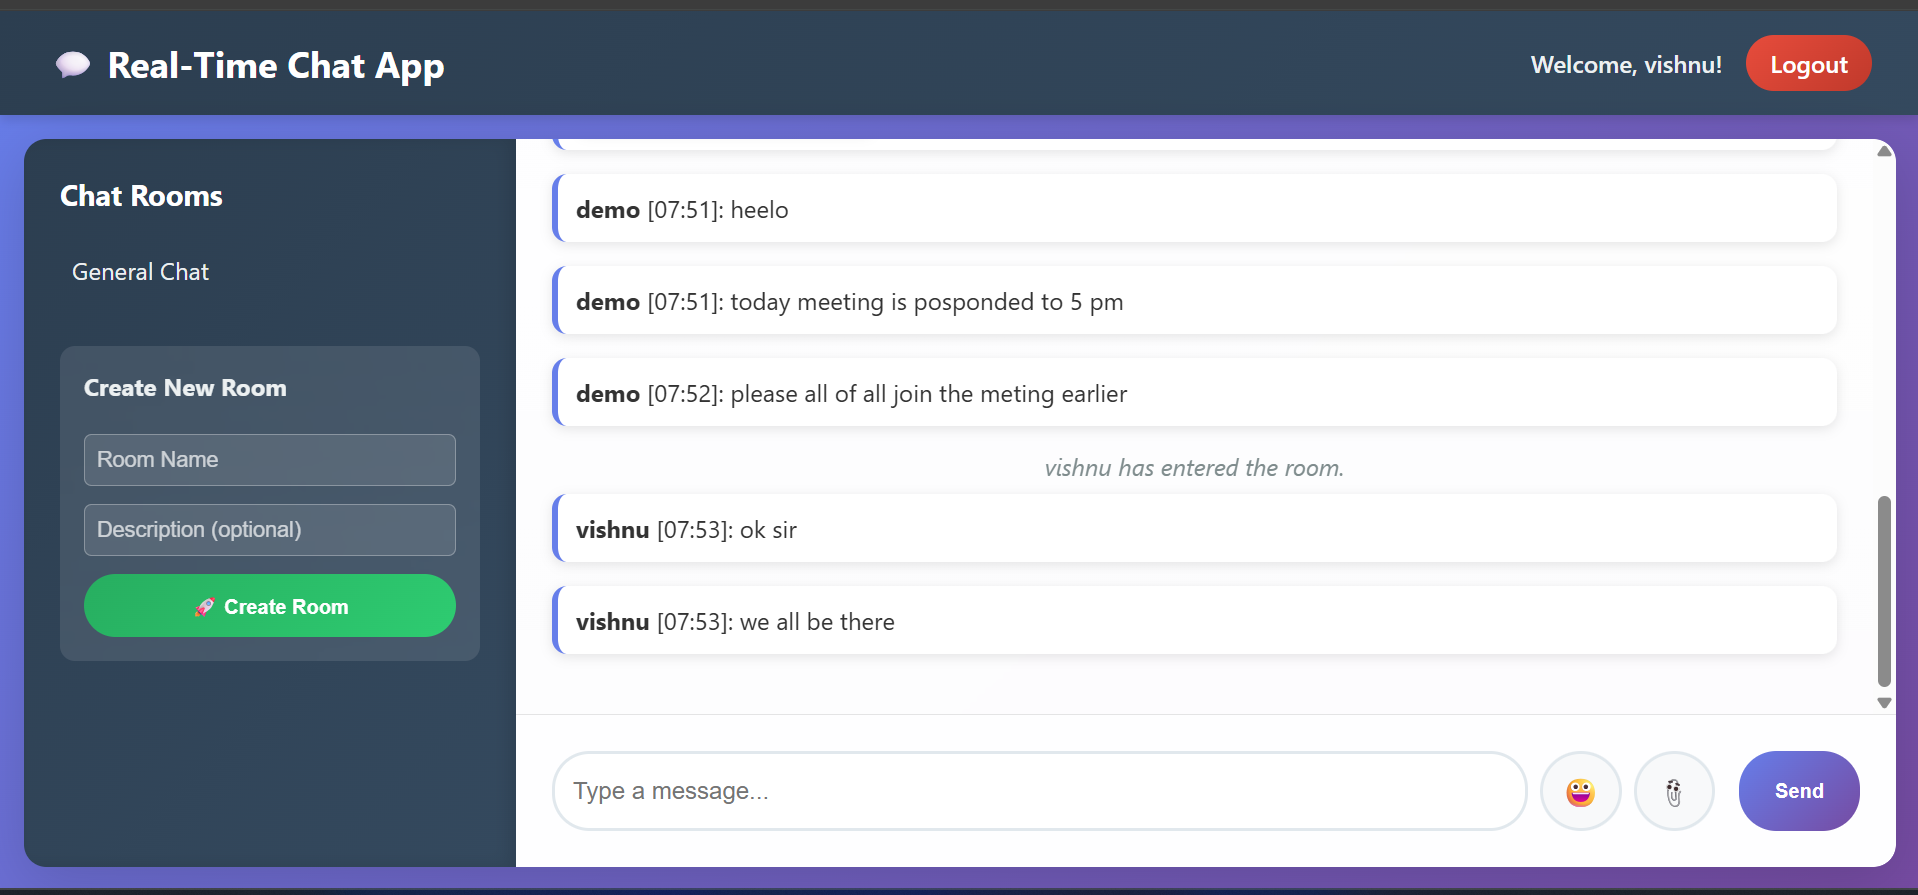 Real-Time Chat App
Welcome, vishnu!
Logout
Chat Rooms
General Chat
Create New Room
Room Name
Description (optional)
🚀 Create Room
demo [07:51]: heelo
demo [07:51]: today meeting is posponded to 5 pm
demo [07:52]: please all of all join the meting earlier
vishnu has entered the room.
vishnu [07:53]: ok sir
vishnu [07:53]: we all be there
Type a message...
Send